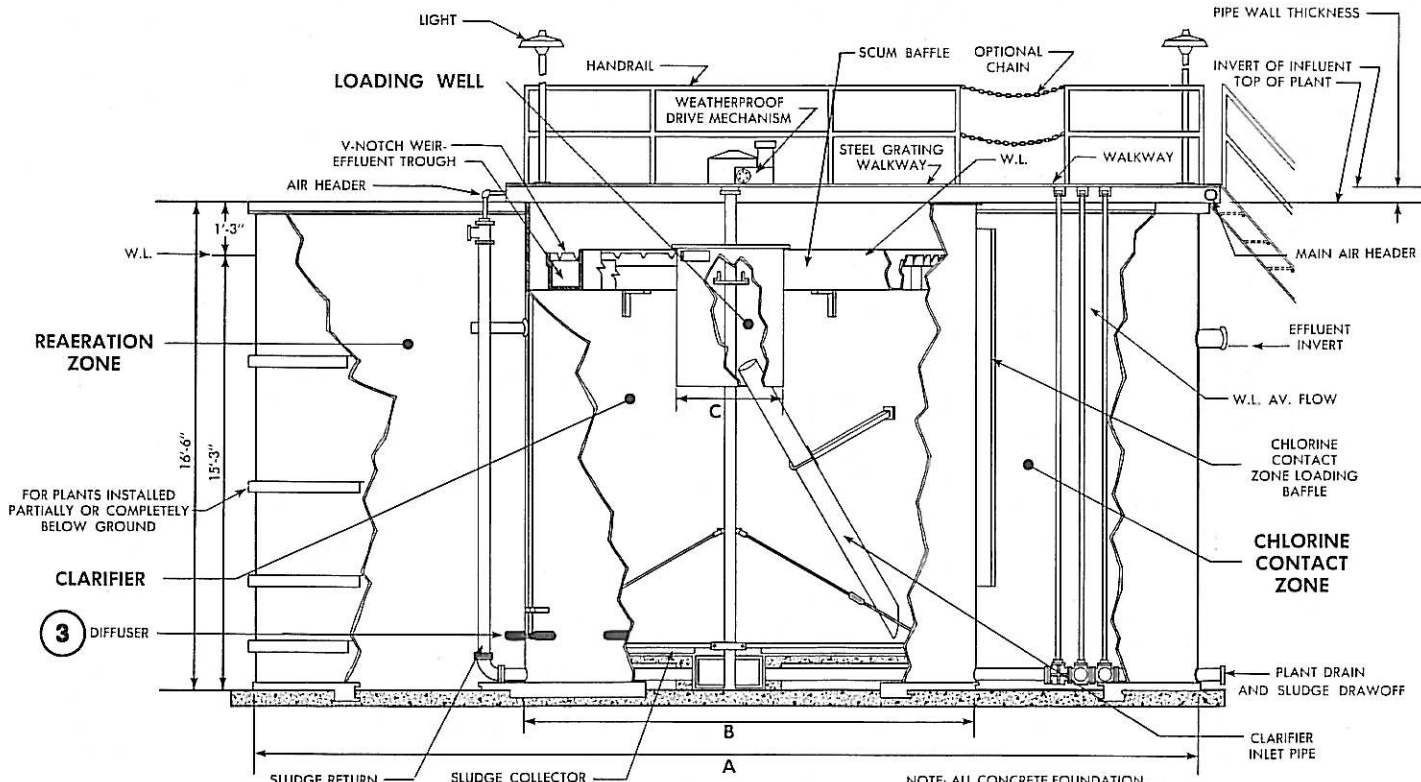 LIGHT
PIPE WALL THICKNESS
SCUM BAFFLE
OPTIONAL
CHAIN
HANDRAIL
INVERT OF INFLUENT
TOP OF PLANT
LOADING WELL
WEATHERPROOF
DRIVE MECHANISM
V-NOTCH WEIR-
EFFLUENT TROUGH
STEEL GRATING
WALKWAY
W.L.
WALKWAY
AIR HEADER
1'-3"
W.L.
MAIN AIR HEADER
REAERATION
ZONE
EFFLUENT
INVERT
C
W.L. AV. FLOW
16'-6"
15'-3"
CHLORINE
CONTACT
ZONE LOADING
BAFFLE
FOR PLANTS INSTALLED
PARTIALLY OR COMPLETELY
BELOW GROUND
CLARIFIER
CHLORINE
CONTACT
ZONE
3 DIFFUSER
PLANT DRAIN
AND SLUDGE DRAWOFF
B
CLARIFIER
INLET PIPE
A
SLUDGE RETURN
SLUDGE COLLECTOR
NOTE: ALL CONCRETE FOUNDATION